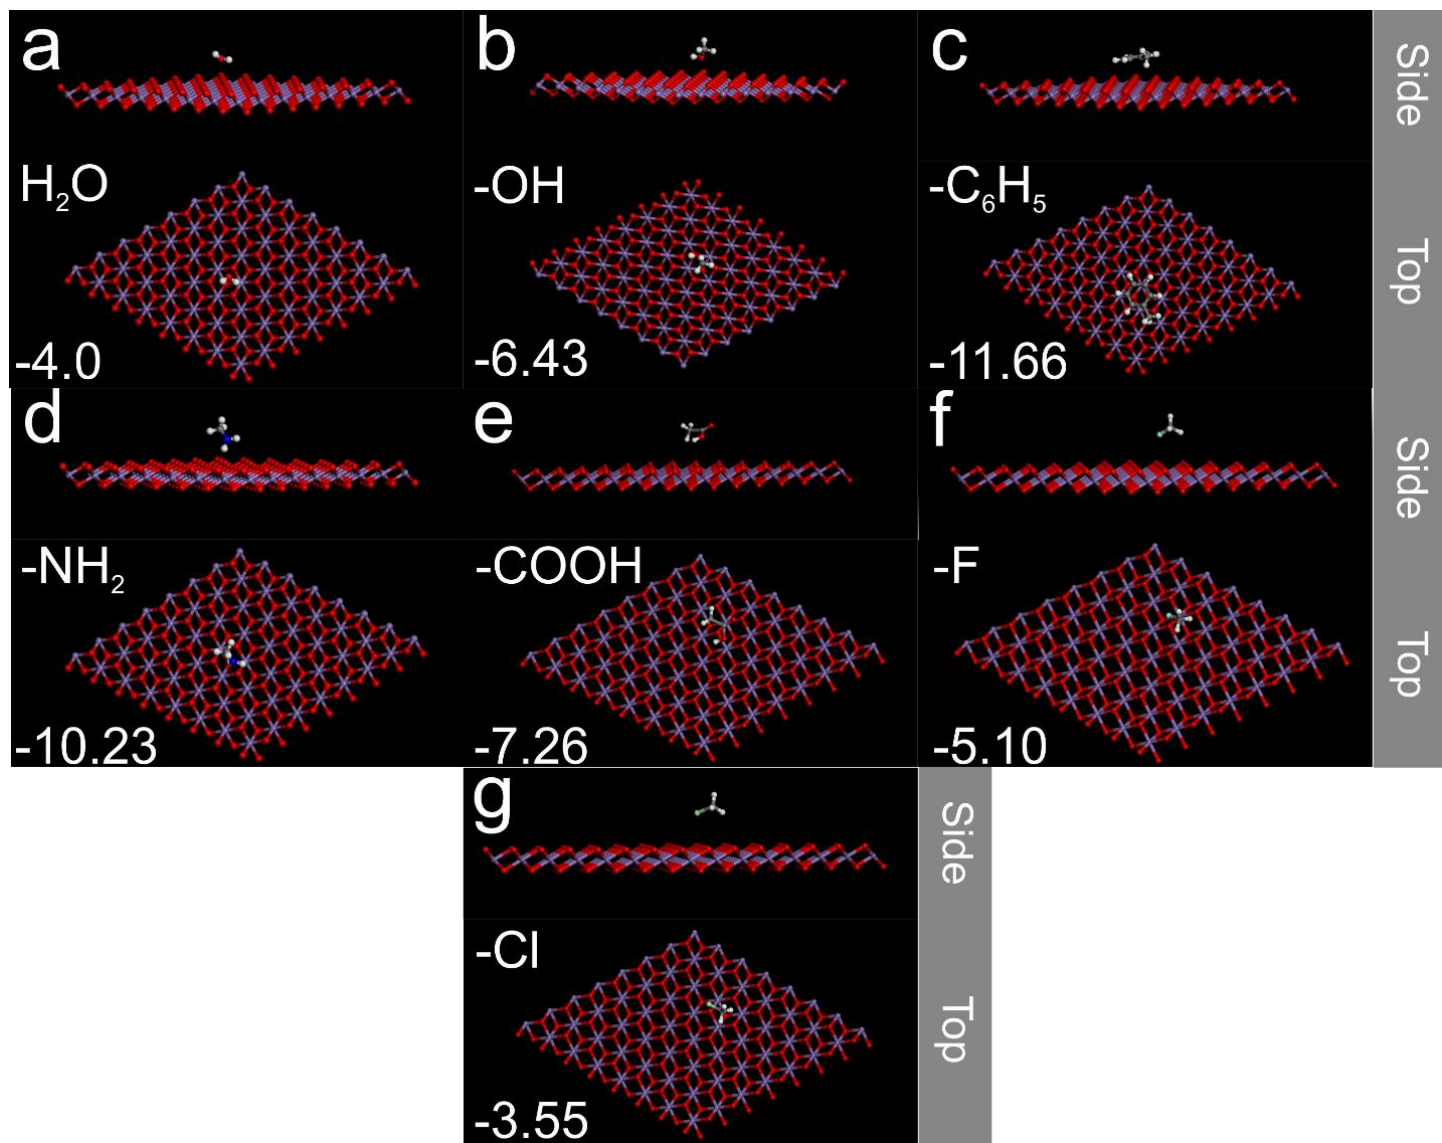 a
b
c
Side
H₂O
-OH
-C₆H₅
Top
-4.0
-6.43
-11.66
d
e
f
Side
-NH₂
-COOH
-F
Top
-10.23
-7.26
-5.10
g
Side
-Cl
Top
-3.55